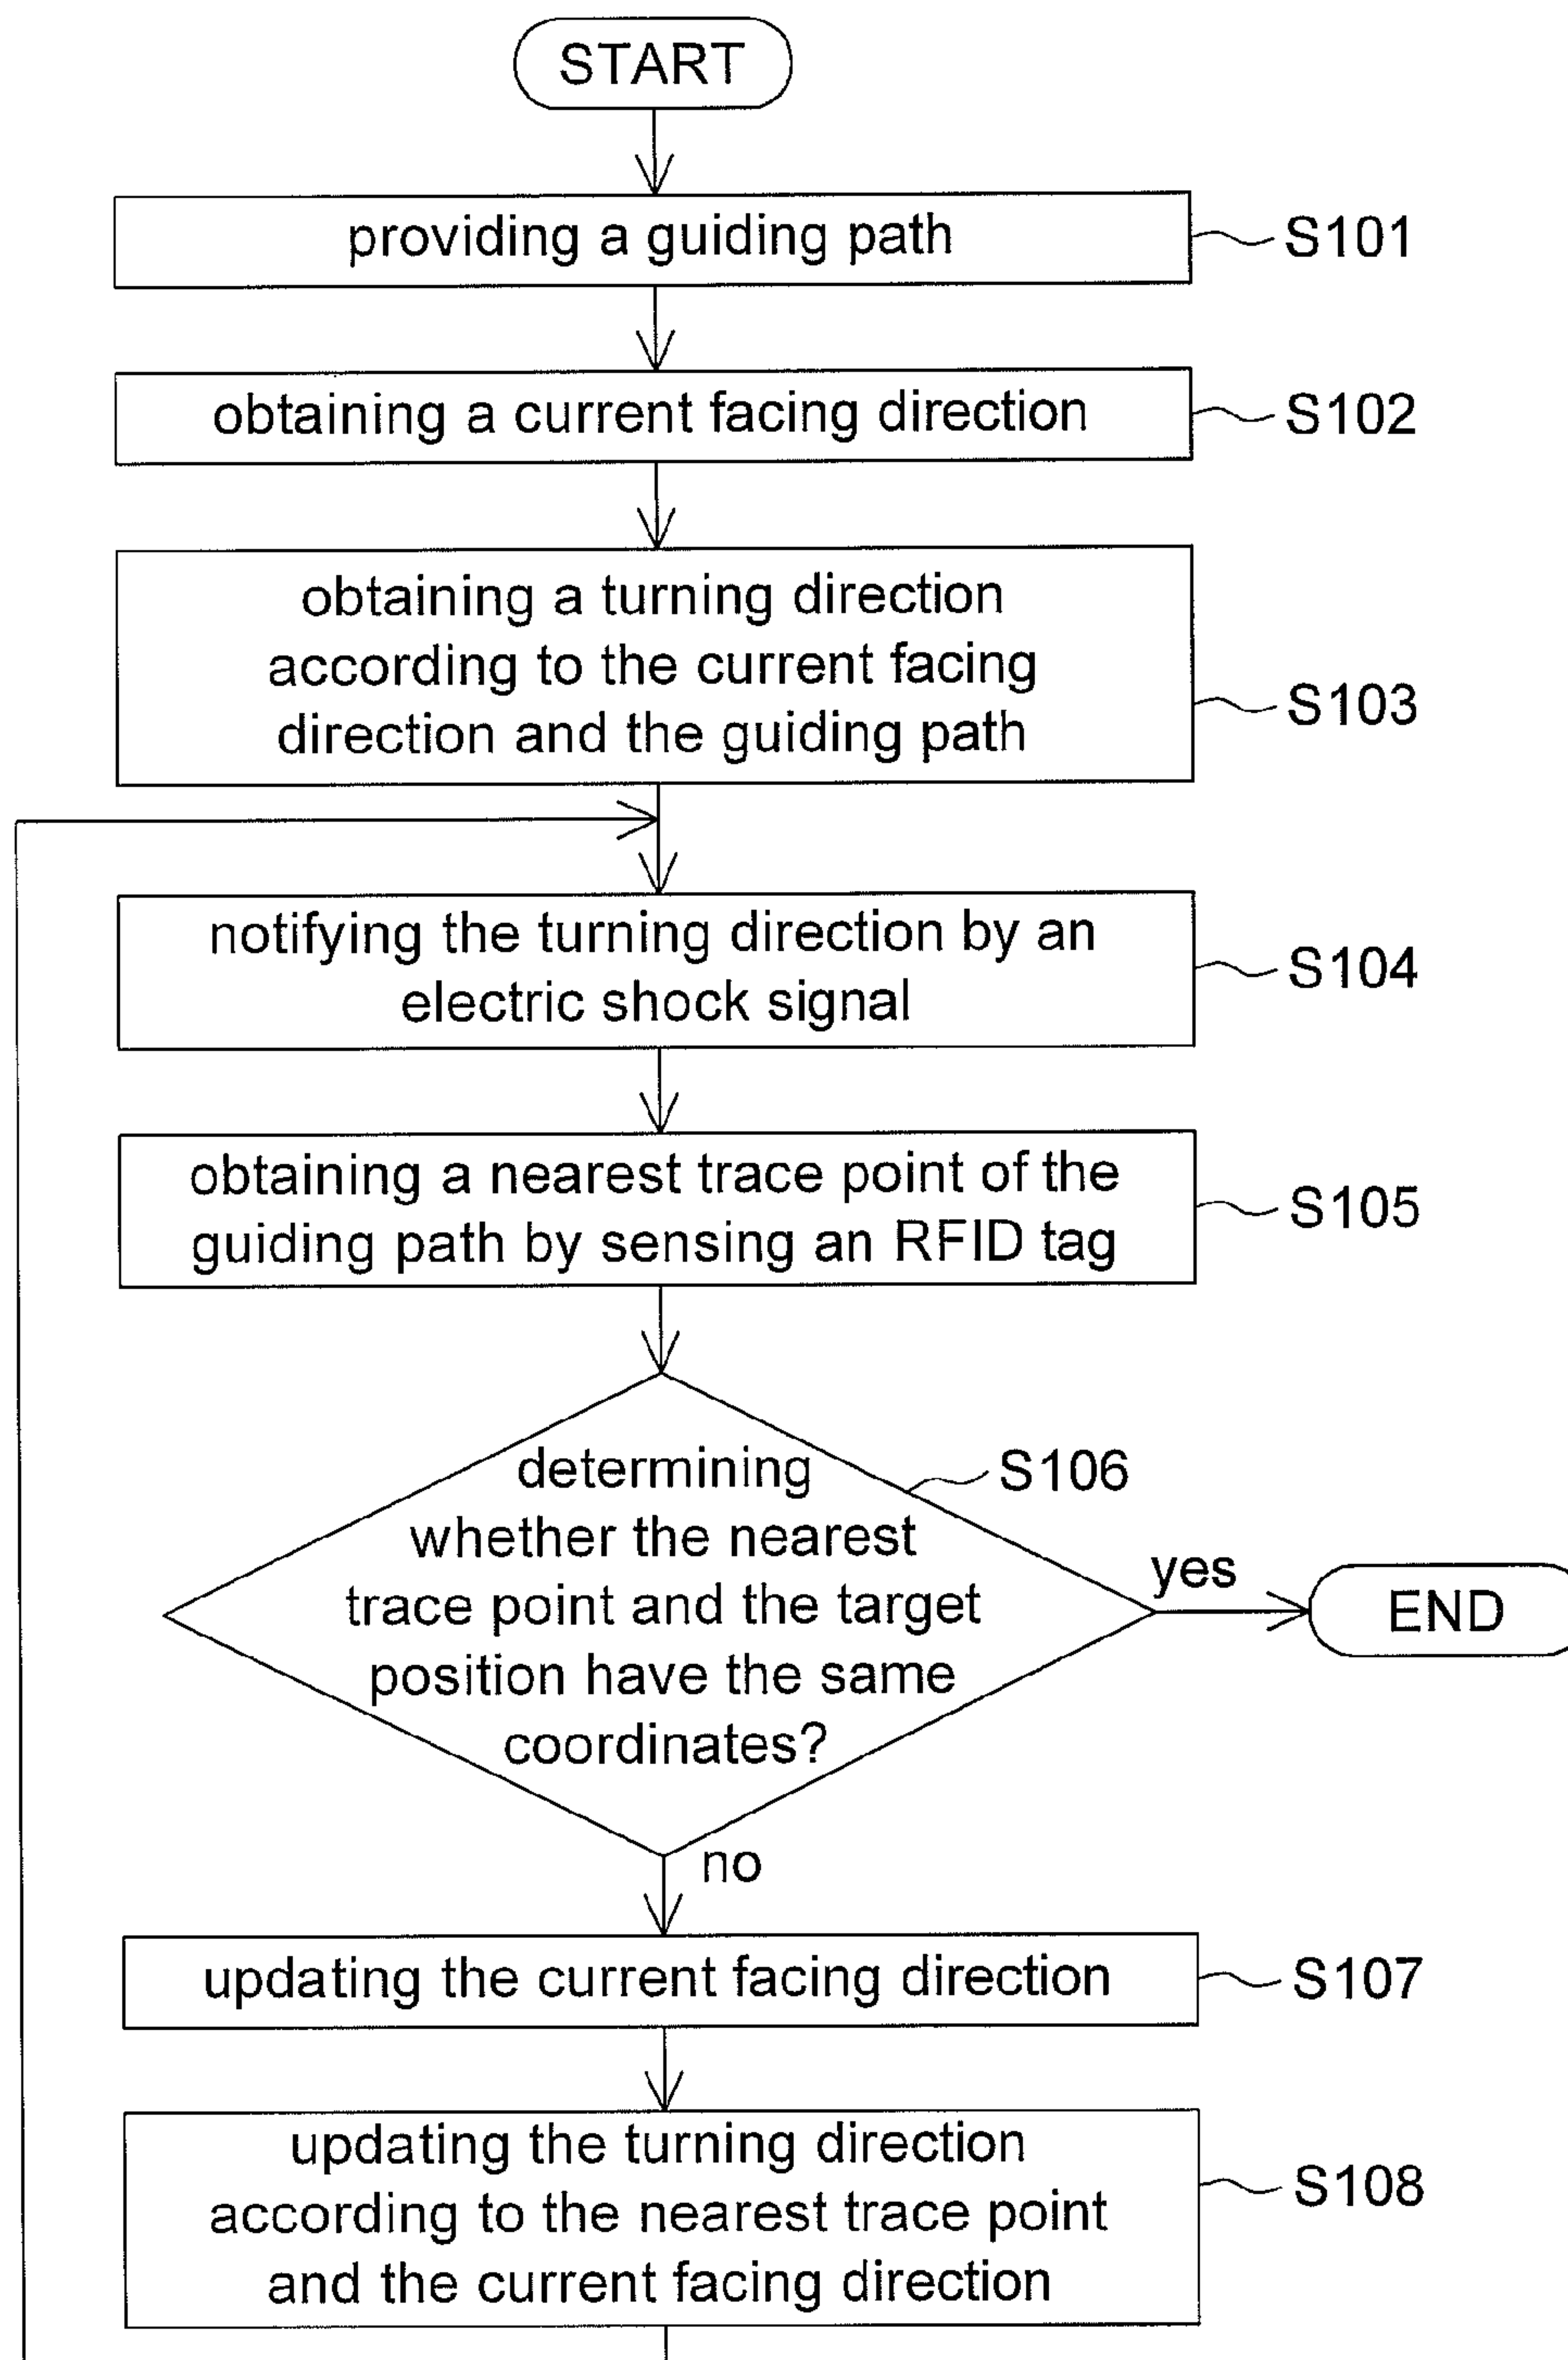 START
providing a guiding path
S101
obtaining a current facing direction
S102
obtaining a turning direction
according to the current facing
direction and the guiding path
S103
notifying the turning direction by an
electric shock signal
S104
obtaining a nearest trace point of the
guiding path by sensing an RFID tag
S105
determining
whether the nearest
trace point and the target
position have the same
coordinates?
S106
yes
END
no
updating the current facing direction
S107
updating the turning direction
according to the nearest trace point
and the current facing direction
S108